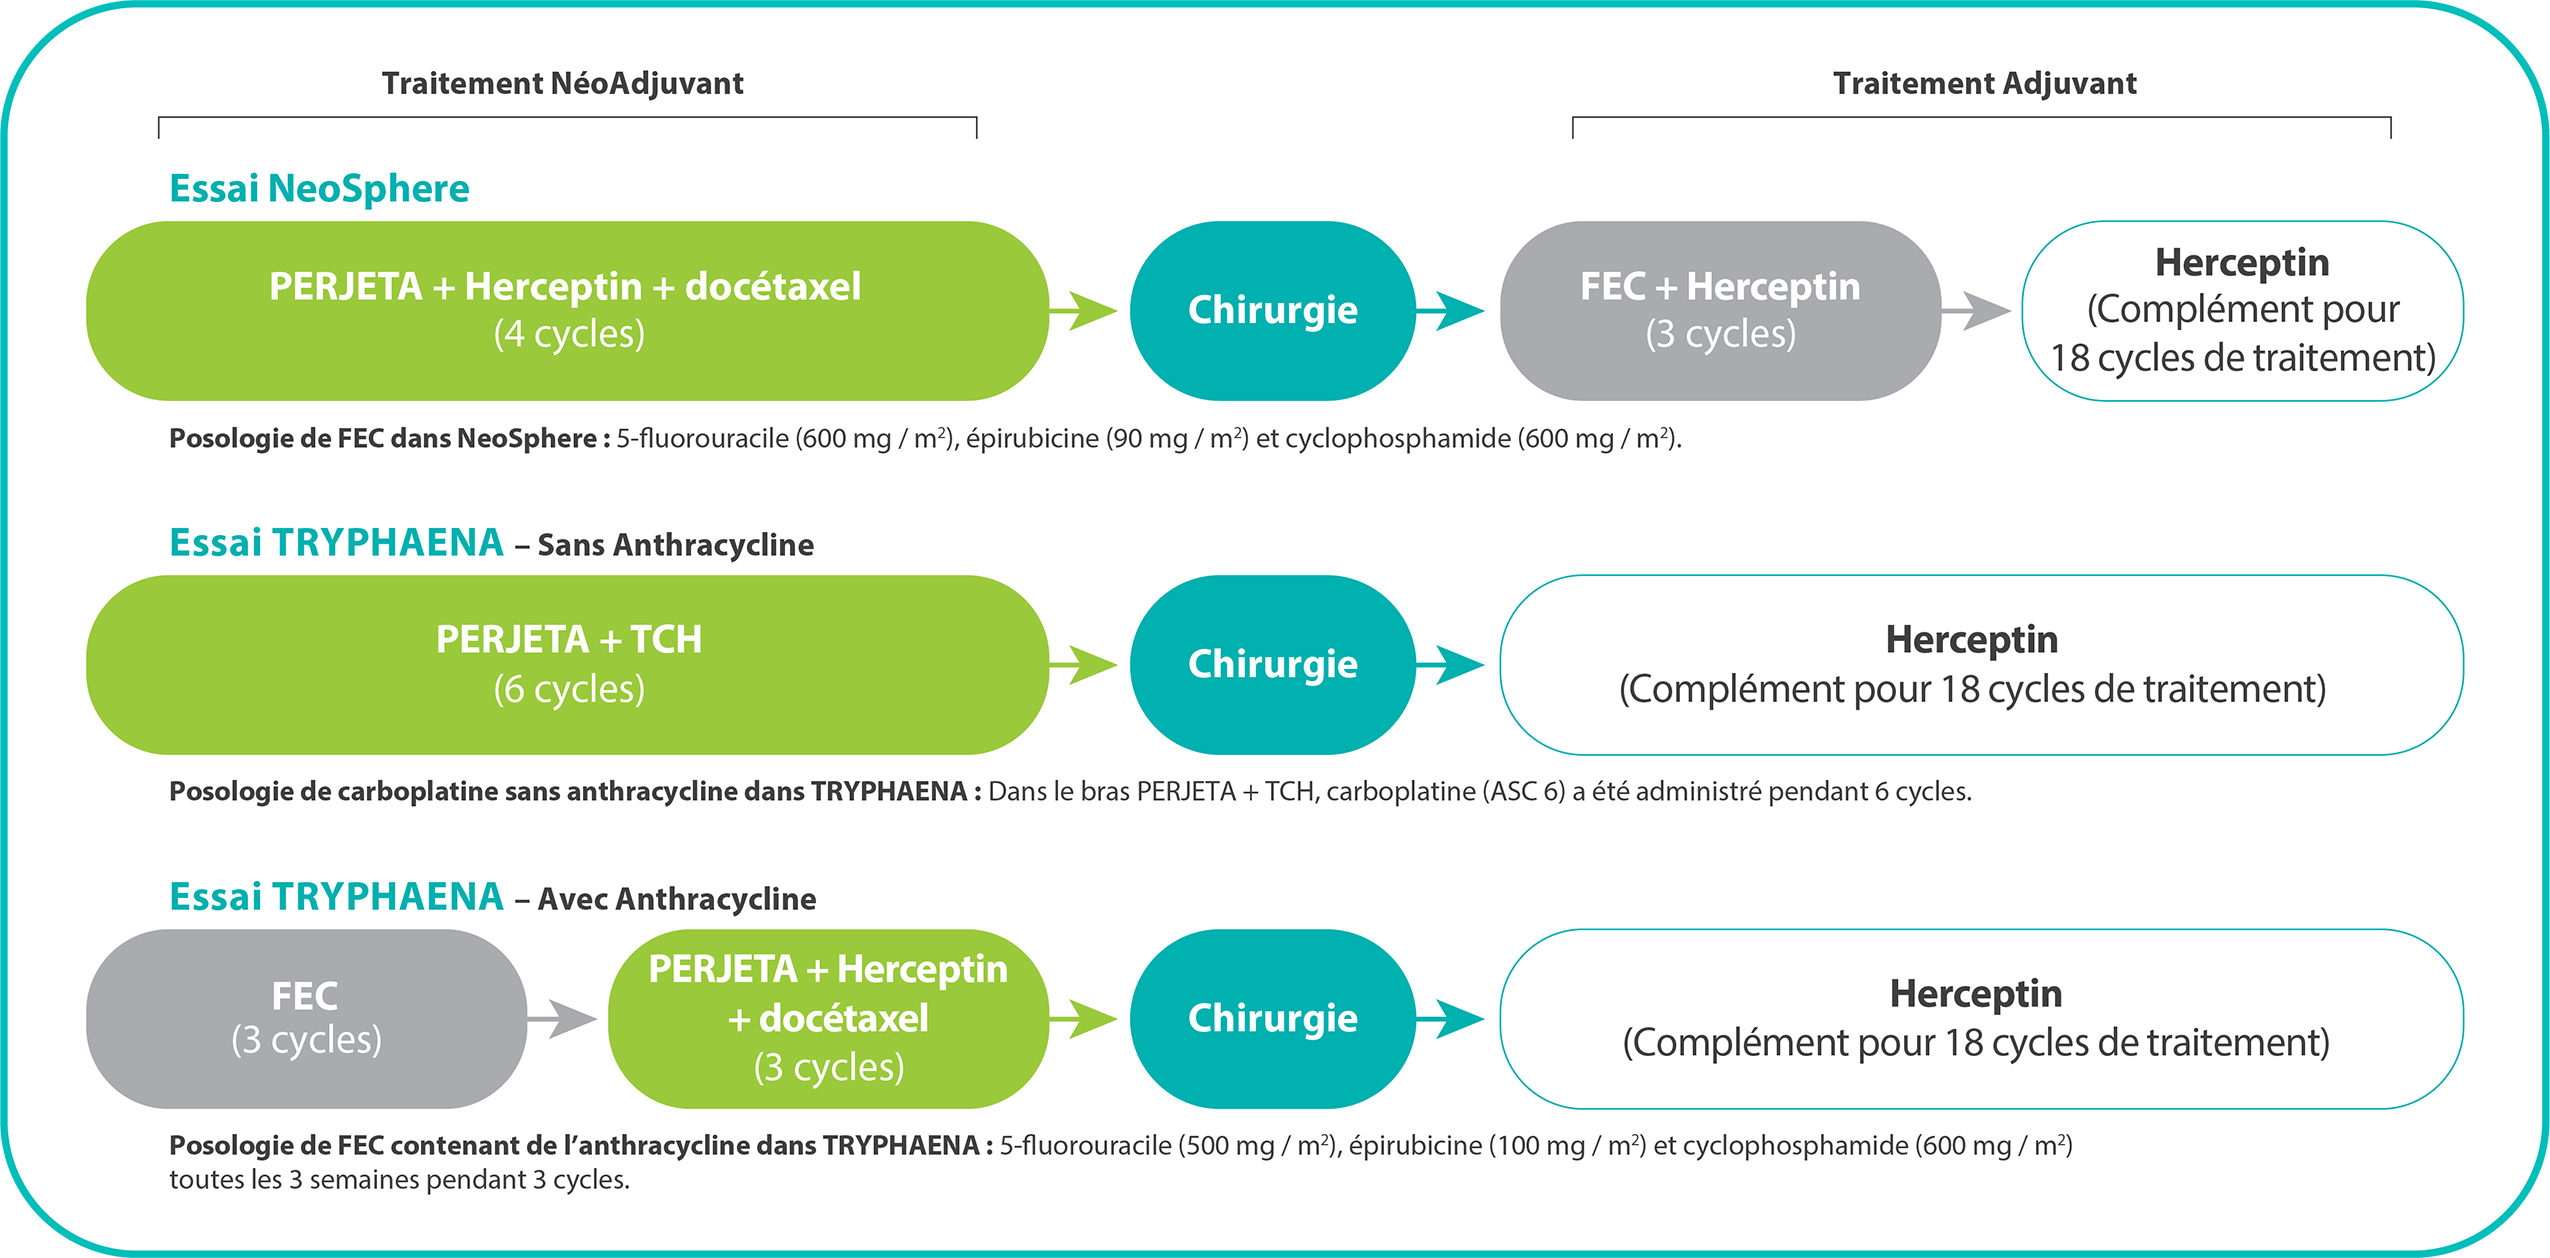 Traitement NéoAdjuvant
Traitement Adjuvant
Essai NeoSphere
PERJETA + Herceptin + docétaxel
(4 cycles)
Chirurgie
FEC + Herceptin
(3 cycles)
Herceptin
(Complément pour
18 cycles de traitement)
Posologie de FEC dans NeoSphere : 5-fluorouracile (600 mg / m²), épirubicine (90 mg / m²) et cyclophosphamide (600 mg / m²).
Essai TRYPHAENA – Sans Anthracycline
PERJETA + TCH
(6 cycles)
Chirurgie
Herceptin
(Complément pour 18 cycles de traitement)
Posologie de carboplatine sans anthracycline dans TRYPHAENA : Dans le bras PERJETA + TCH, carboplatine (ASC 6) a été administré pendant 6 cycles.
Essai TRYPHAENA – Avec Anthracycline
FEC
(3 cycles)
PERJETA + Herceptin
+ docétaxel
(3 cycles)
Chirurgie
Herceptin
(Complément pour 18 cycles de traitement)
Posologie de FEC contenant de l’anthracycline dans TRYPHAENA : 5-fluorouracile (500 mg / m²), épirubicine (100 mg / m²) et cyclophosphamide (600 mg / m²)
toutes les 3 semaines pendant 3 cycles.